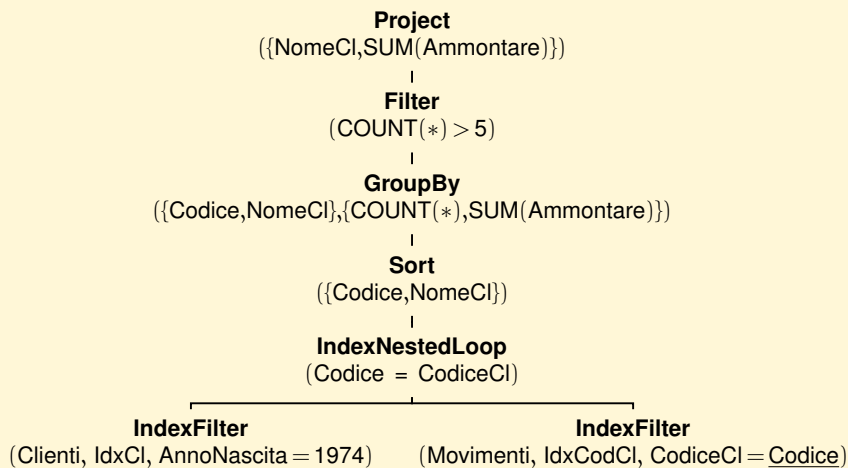 Project
({NomeCl,SUM(Ammontare)})
Filter
(COUNT(∗) > 5)
GroupBy
({Codice,NomeCl},{COUNT(∗),SUM(Ammontare)})
Sort
({Codice,NomeCl})
IndexNestedLoop
(Codice = CodiceCl)
IndexFilter IndexFilter
(Clienti, IdxCl, AnnoNascita = 1974) (Movimenti, IdxCodCl, CodiceCl = Codice)